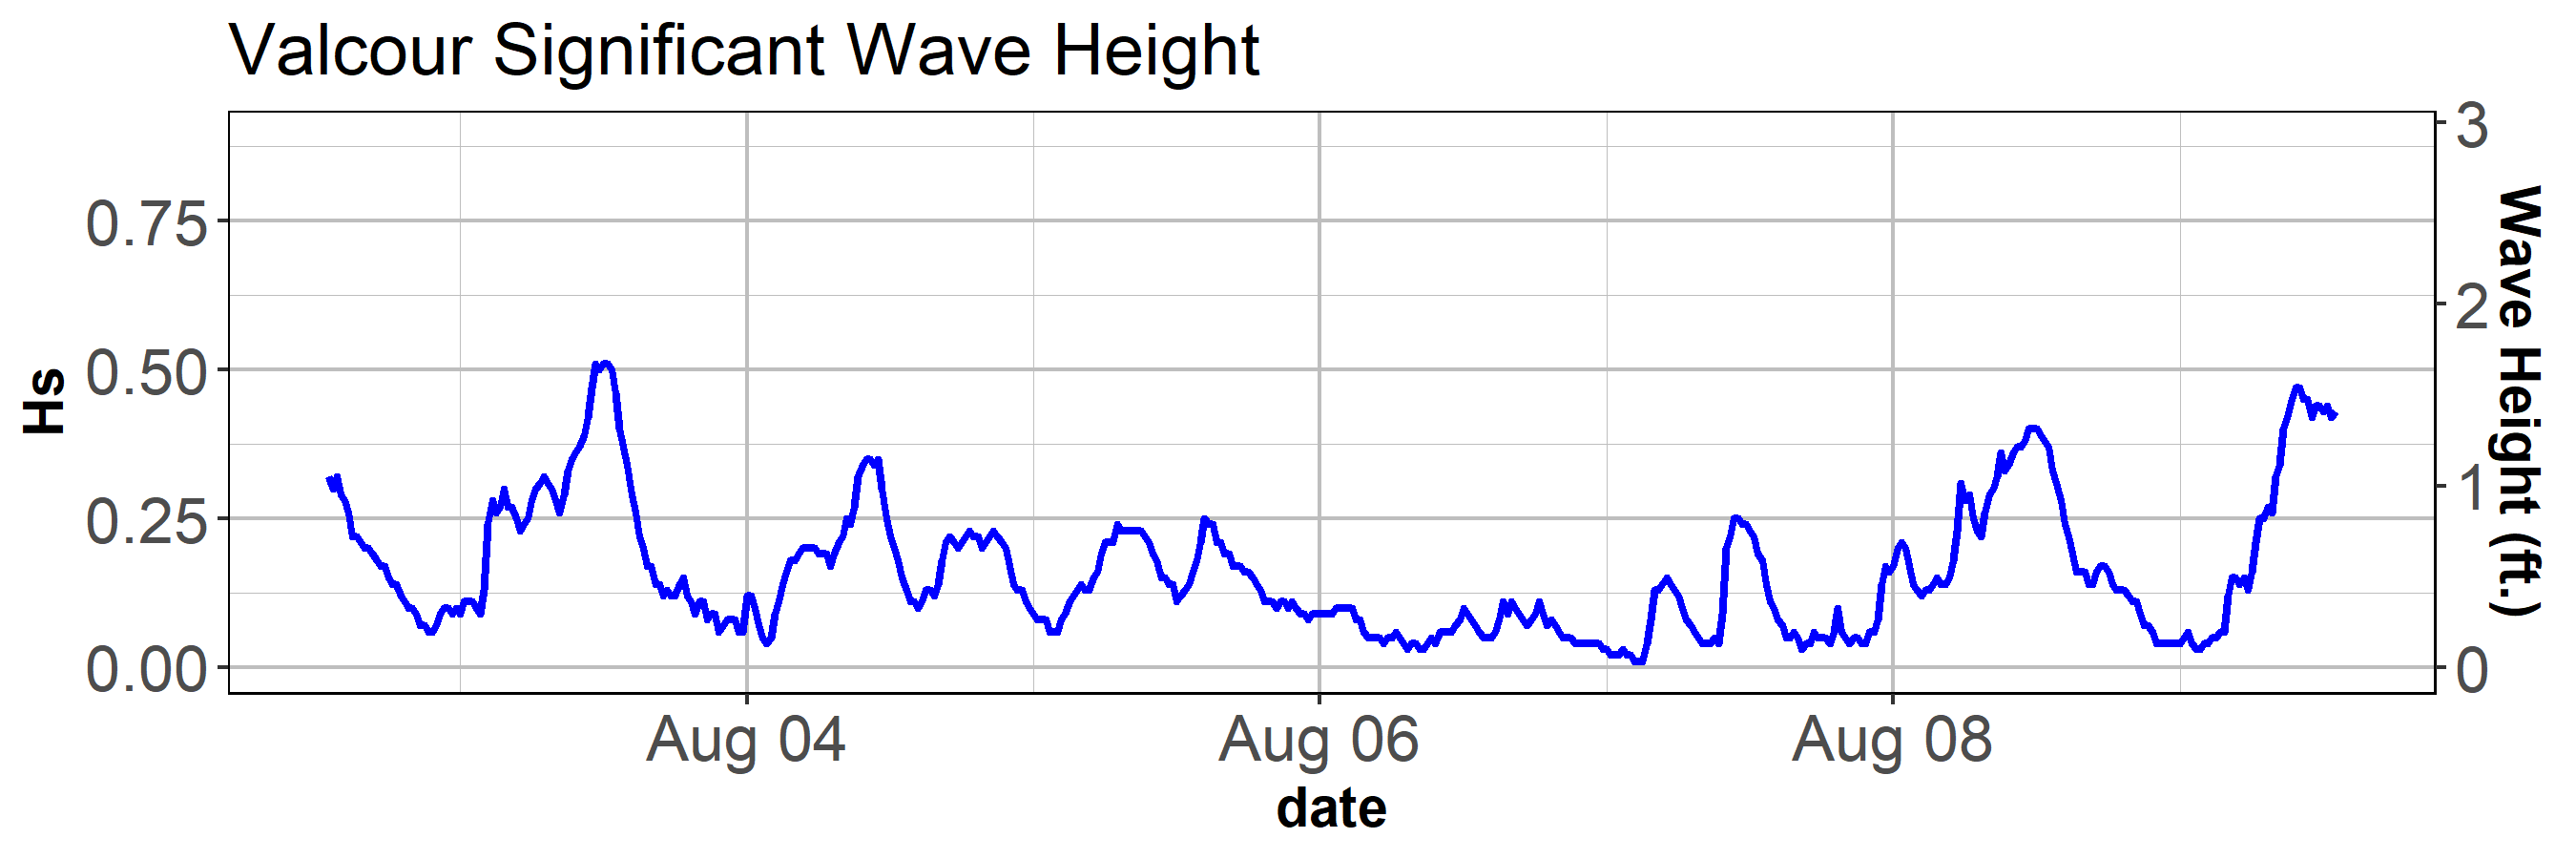 Valcour Significant Wave Height
Hs
0.75
0.50
0.25
0.00
3
2
1
0
Wave Height (ft.)
Aug 04
Aug 06
Aug 08
date